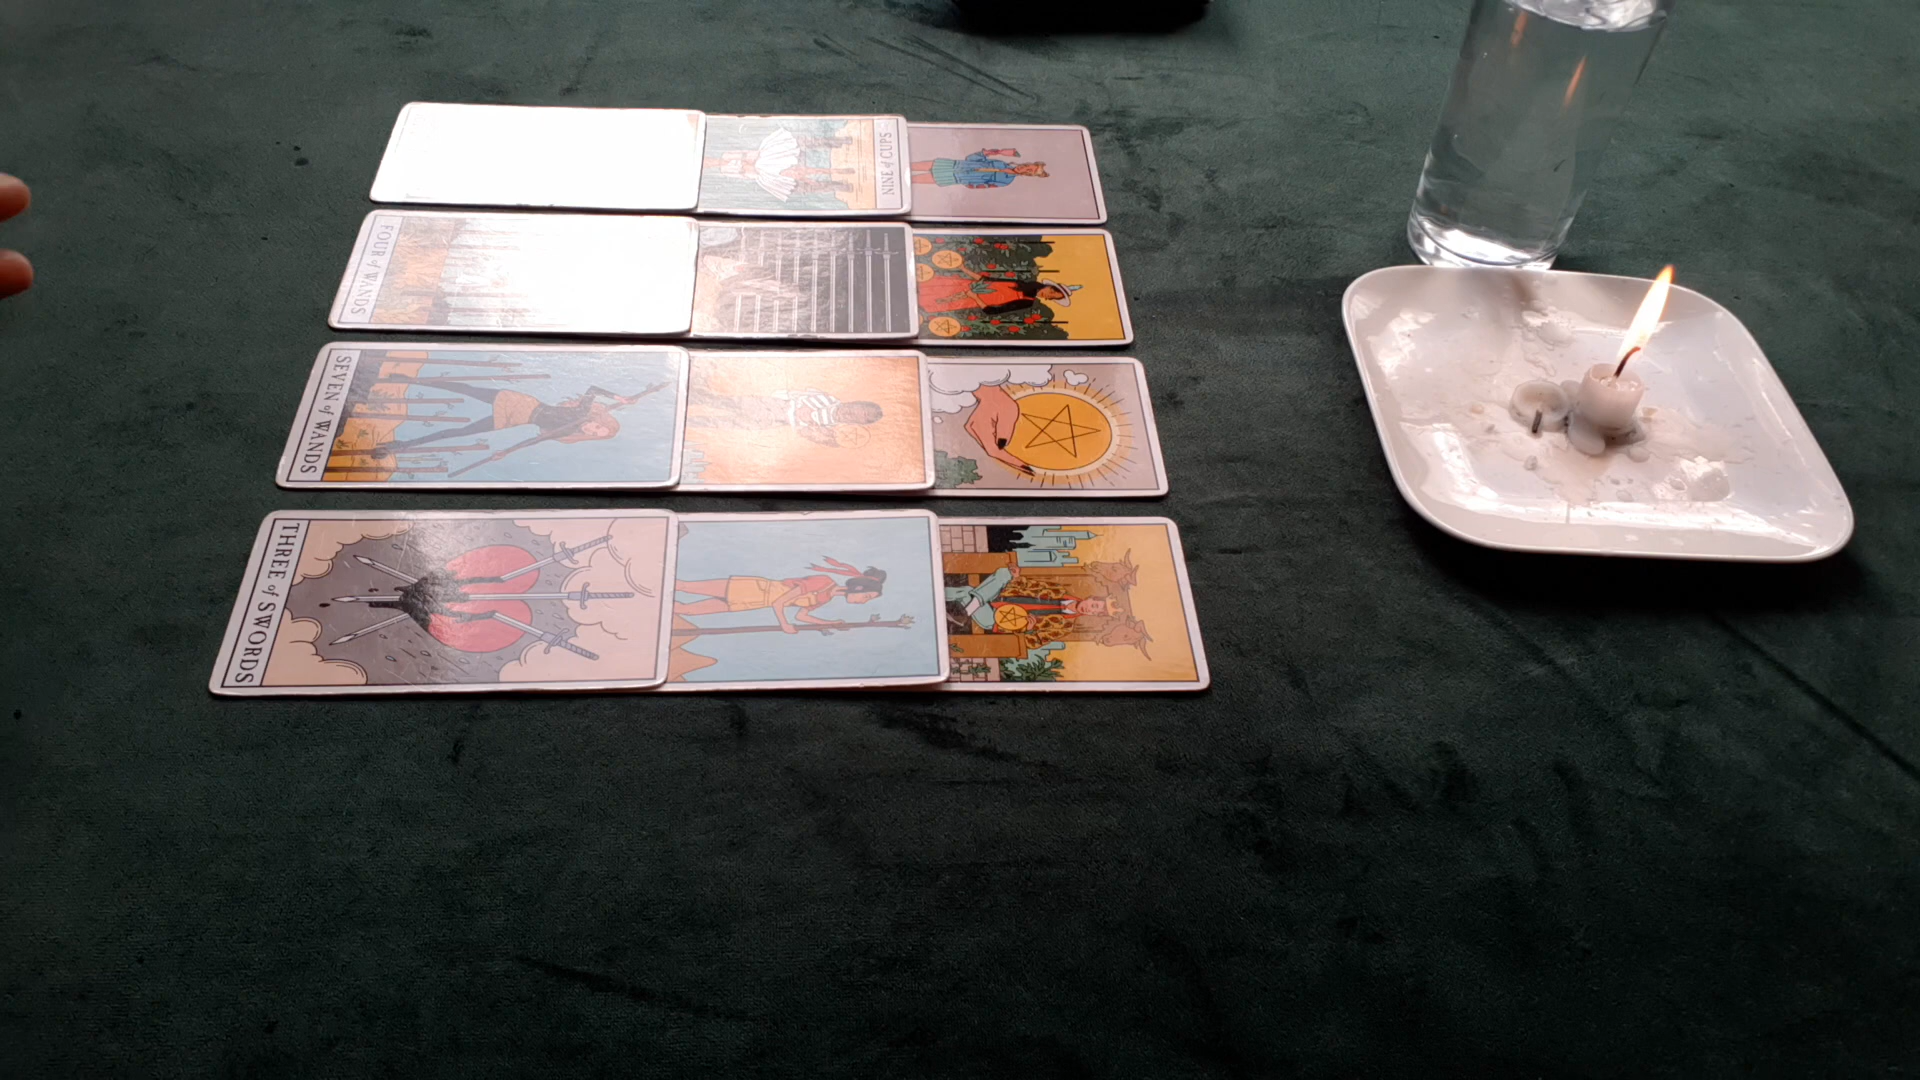 NINE of CUPS
FOUR of WANDS
SEVEN of WANDS
THREE of SWORDS